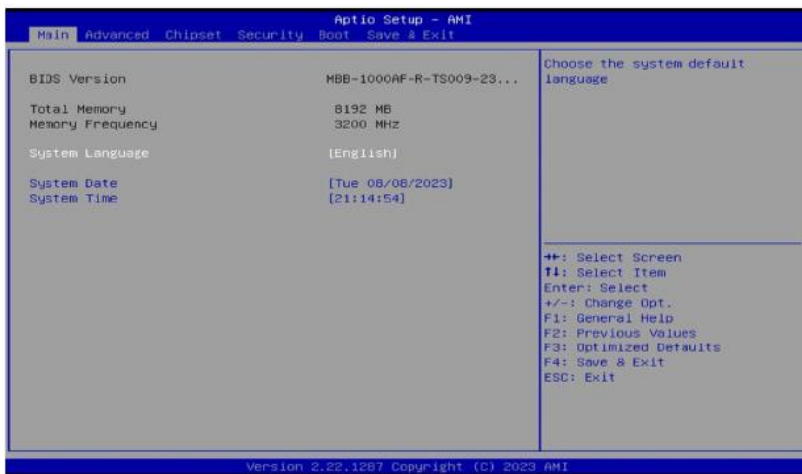 Aptio Setup - AMI
Main Advanced Chipset Security Boot Save & Exit
BIOS Version MBB-1000AF-R-TS009-23...
Total Memory 8192 MB
Memory Frequency 3200 MHz
System Language [English]
System Date [Tue 08/08/2023]
System Time [21:14:54]
Choose the system default
language
→←: Select Screen
↑↓: Select Item
Enter: Select
+/-: Change Opt.
F1: General Help
F2: Previous Values
F3: Optimized Defaults
F4: Save & Exit
ESC: Exit
Version 2.22.1287 Copyright (C) 2023 AMI